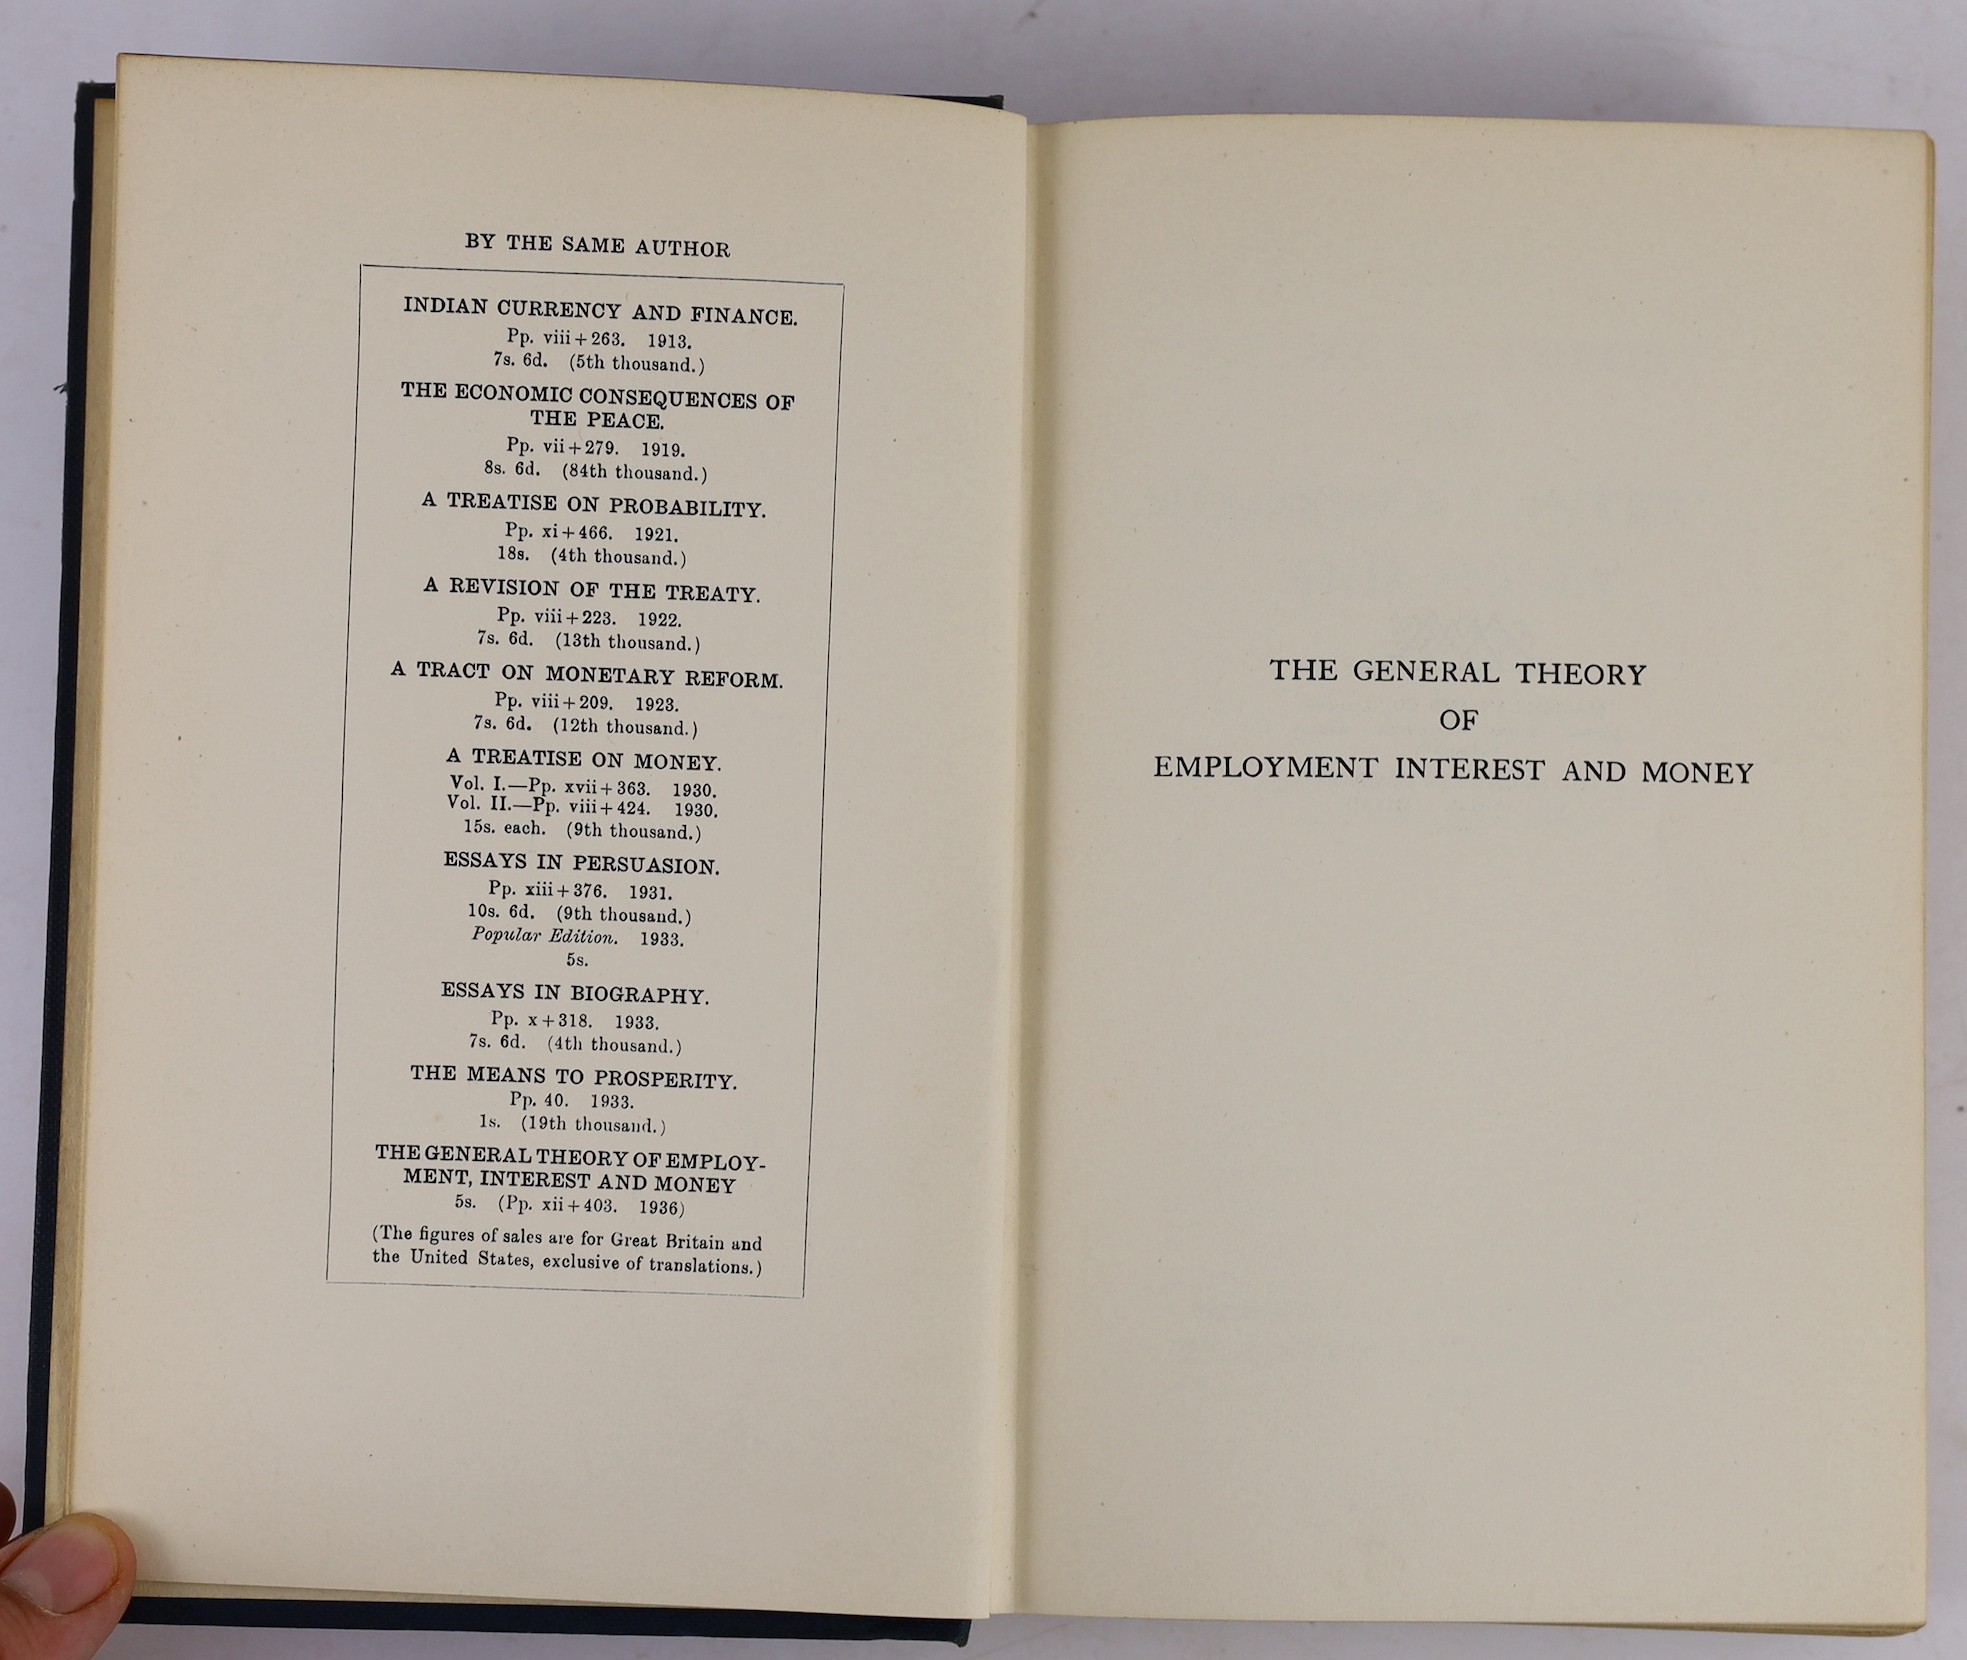 BY THE SAME AUTHOR
INDIAN CURRENCY AND FINANCE.
Pp. viii+263. 1913.
7s. 6d. (5th thousand.)
THE ECONOMIC CONSEQUENCES OF
THE PEACE.
Pp. vii+279. 1919.
8s. 6d. (84th thousand.)
A TREATISE ON PROBABILITY.
Pp. xi+466. 1921.
18s. (4th thousand.)
A REVISION OF THE TREATY.
Pp. viii+223. 1922.
7s. 6d. (13th thousand.)
A TRACT ON MONETARY REFORM.
Pp. viii+209. 1923.
7s. 6d. (12th thousand.)
A TREATISE ON MONEY.
Vol. I.—Pp. xvii+363. 1930.
Vol. II.—Pp. viii+424. 1930.
15s. each. (9th thousand.)
ESSAYS IN PERSUASION.
Pp. xiii+376. 1931.
10s. 6d. (9th thousand.)
Popular Edition. 1933.
5s.
ESSAYS IN BIOGRAPHY.
Pp. x+318. 1933.
7s. 6d. (4th thousand.)
THE MEANS TO PROSPERITY.
Pp. 40. 1933.
1s. (19th thousand.)
THE GENERAL THEORY OF EMPLOY-
MENT, INTEREST AND MONEY
5s. (Pp. xii+403. 1936)
(The figures of sales are for Great Britain and
the United States, exclusive of translations.)
THE GENERAL THEORY
OF
EMPLOYMENT INTEREST AND MONEY